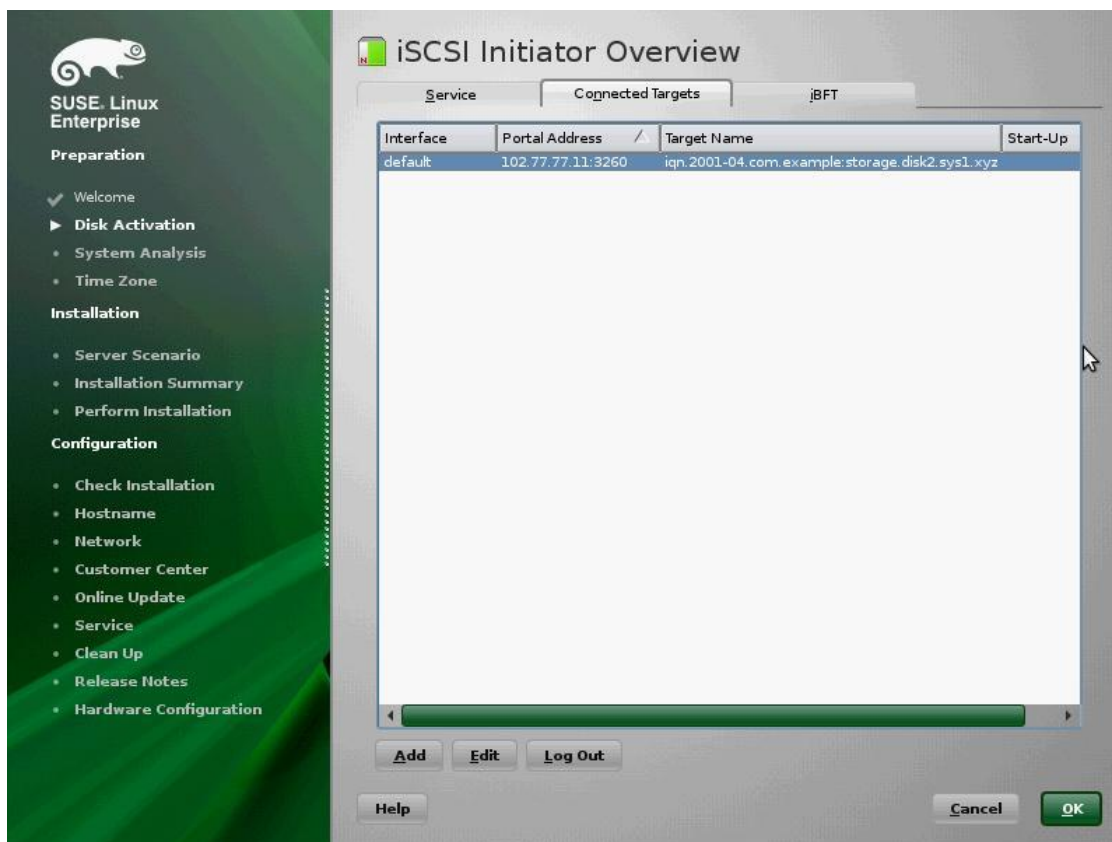 SUSE. Linux
Enterprise
Preparation
Welcome
Disk Activation
System Analysis
Time Zone
Installation
Server Scenario
Installation Summary
Perform Installation
Configuration
Check Installation
Hostname
Network
Customer Center
Online Update
Service
Clean Up
Release Notes
Hardware Configuration
N
iSCSI Initiator Overview
Service Connected Targets iBFT
Interface Portal Address Target Name Start-Up
default 102.77.77.11:3260 iqn.2001-04.com.example:storage.disk2.sys1.xyz
Add Edit Log Out
Help Cancel OK